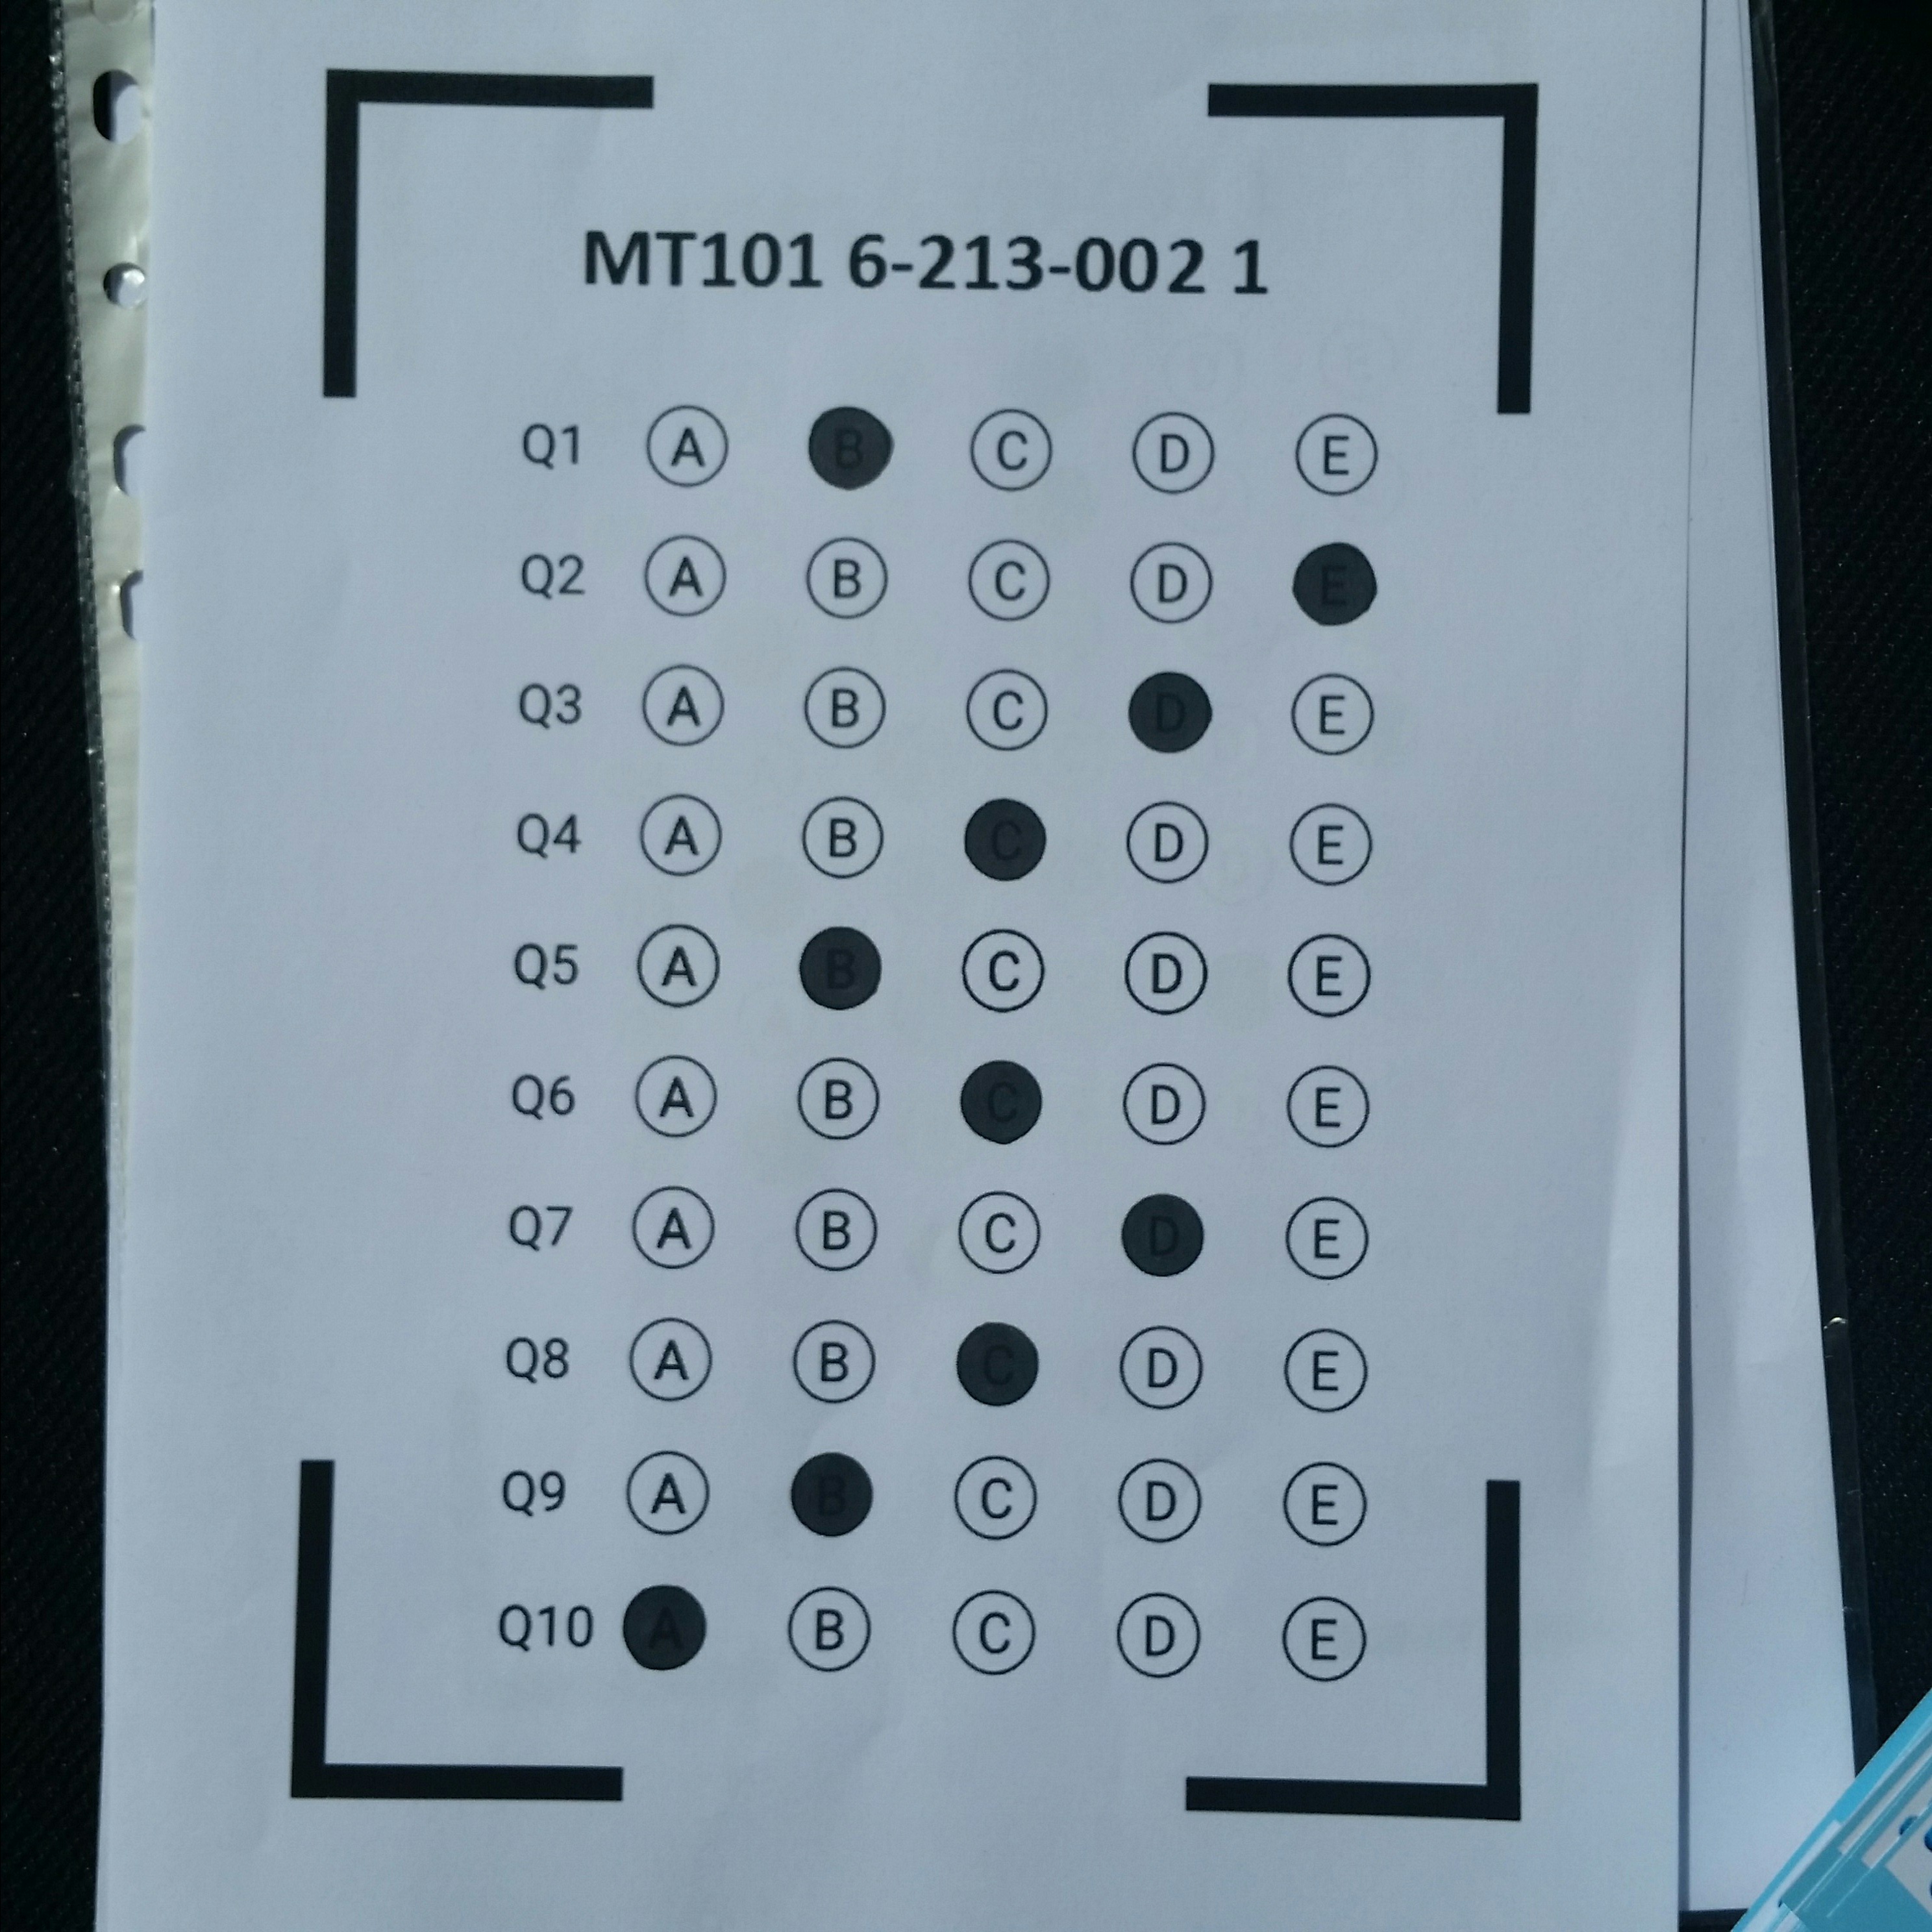 MT101 6-213-002 1
Q1 A B C D E
Q2 A B C D E
Q3 A B C D E
Q4 A B C D E
Q5 A B C D E
Q6 A B C D E
Q7 A B C D E
Q8 A B C D E
Q9 A B C D E
Q10 A B C D E